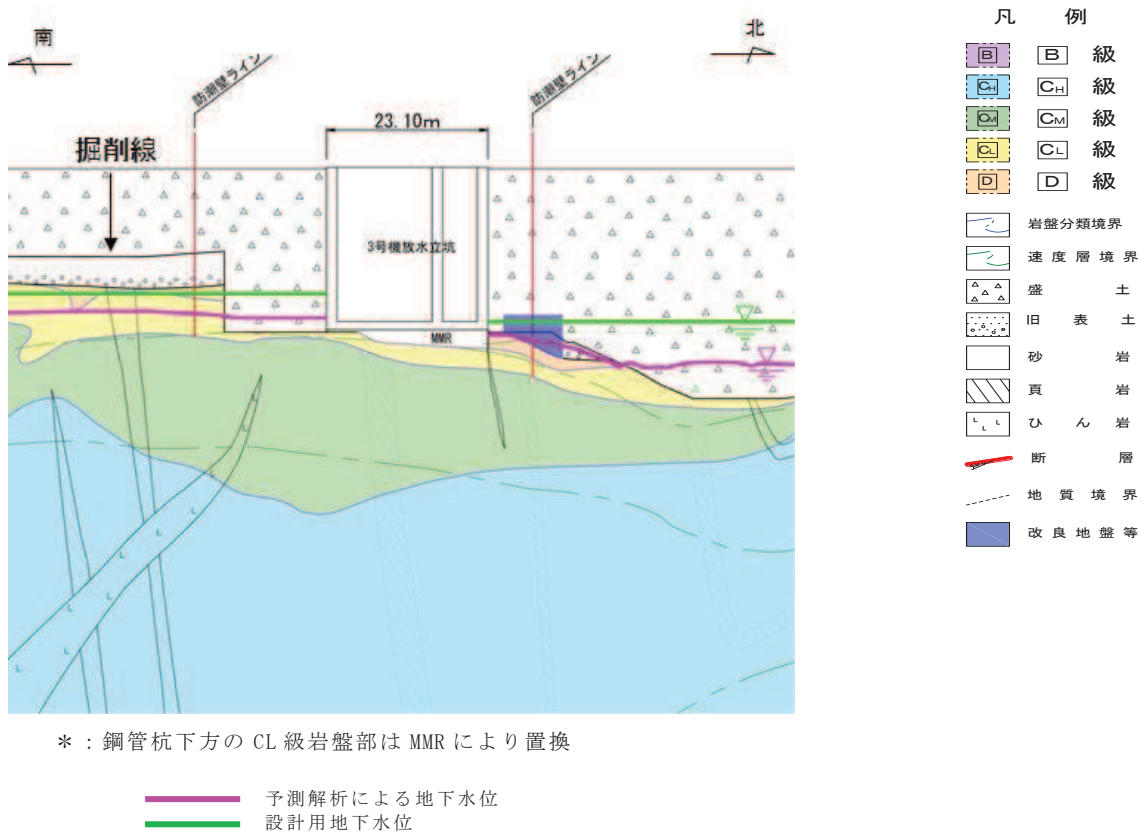 南
北
防潮壁ライン
防潮壁ライン
23.10m
掘削線
3号機放水立坑
MMR
L
L
L
L
L
L
*:鋼管杭下方の CL 級岩盤部は MMR により置換
予測解析による地下水位
設計用地下水位
凡 例
B B 級
CH CH 級
CM CM 級
CL CL 級
D D 級
岩盤分類境界
速度層境界
盛土
旧表土
砂岩
頁岩
L L L ひん岩
断層
地質境界
改良地盤等